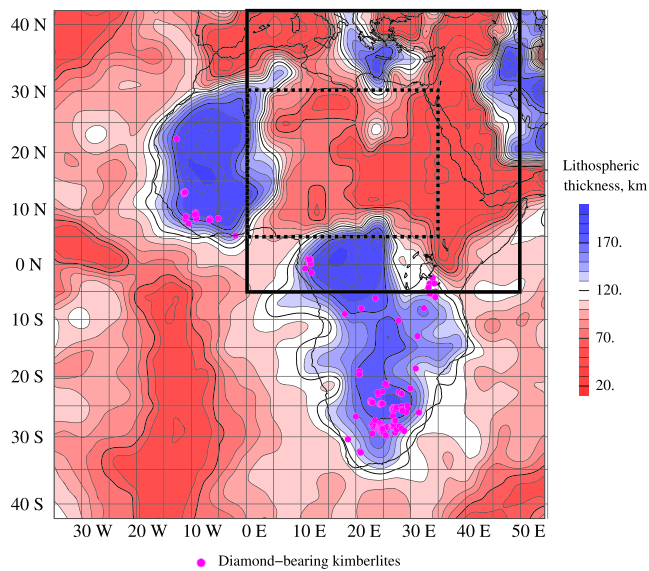 40 N
30 N
20 N
10 N
0 N
10 S
20 S
30 S
40 S
30 W 20 W 10 W 0 E 10 E 20 E 30 E 40 E 50 E
Lithospheric
thickness, km
170.
120.
70.
20.
Diamond−bearing kimberlites